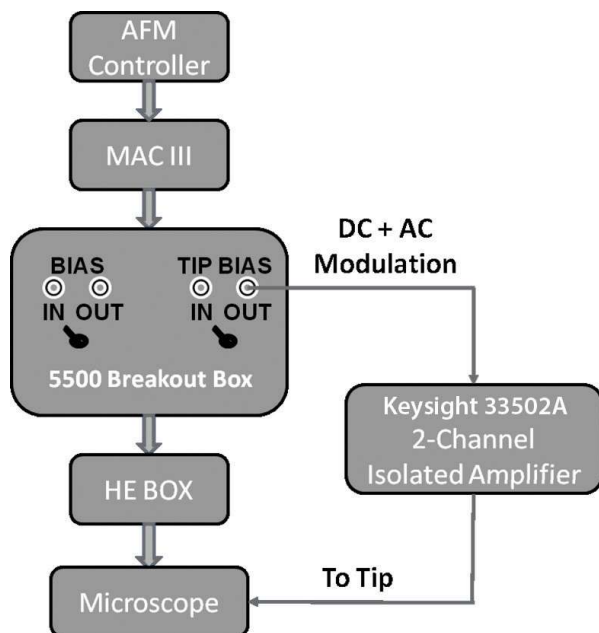 AFM
Controller
MAC III
BIAS
IN OUT
TIP BIAS
IN OUT
5500 Breakout Box
DC + AC
Modulation
Keysight 33502A
2-Channel
Isolated Amplifier
HE BOX
To Tip
Microscope